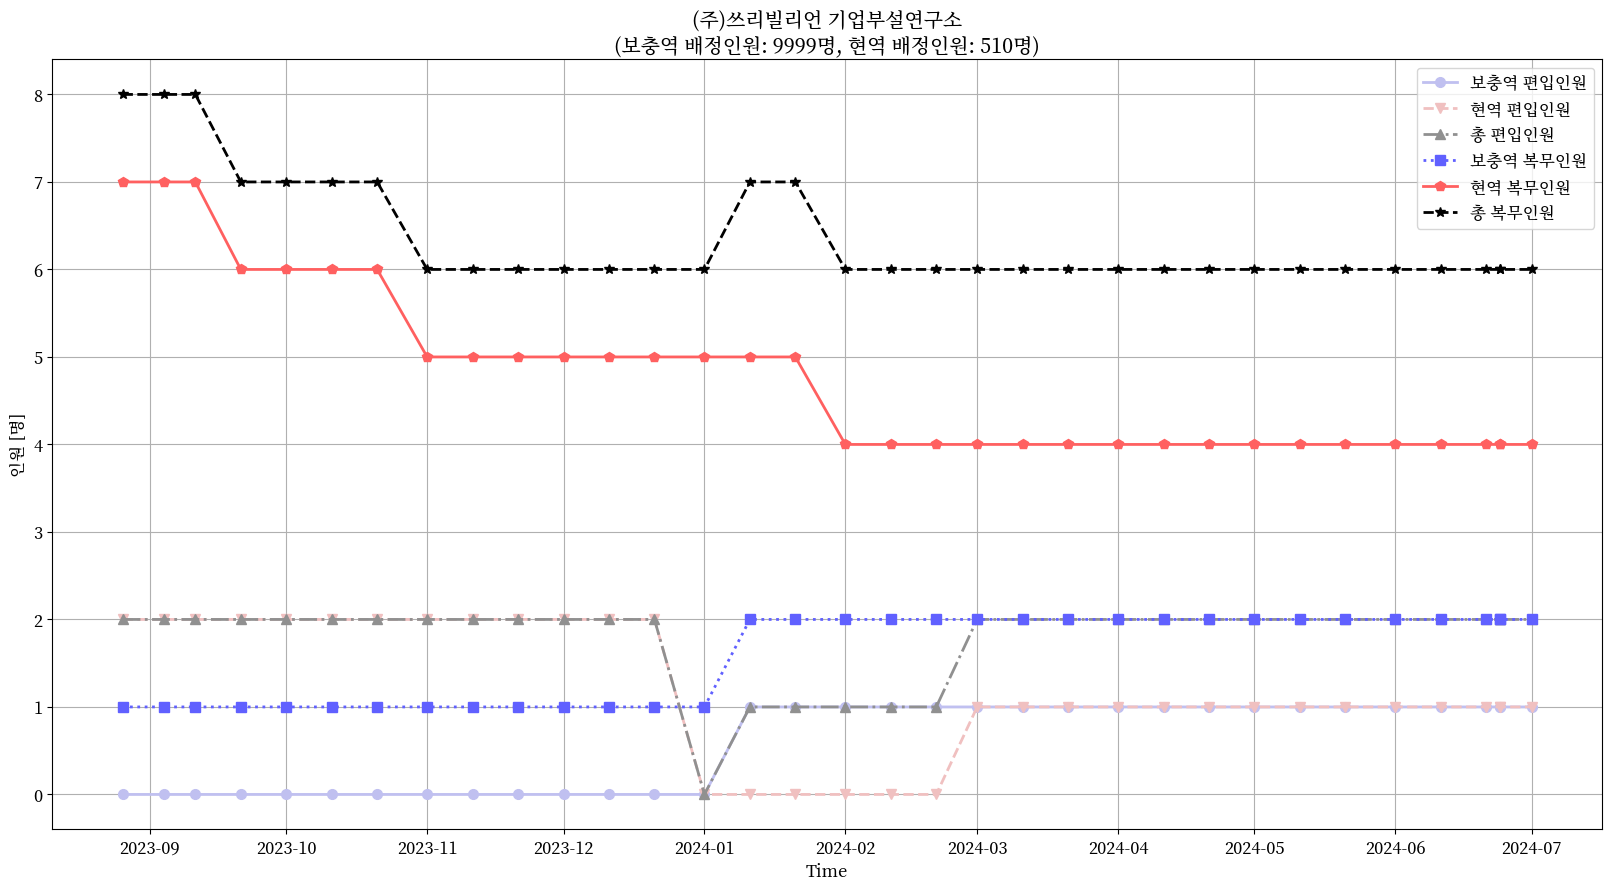 (주)쓰리빌리언 기업부설연구소
(보충역 배정인원: 9999명, 현역 배정인원: 510명)
보충역 편입인원
현역 편입인원
총 편입인원
보충역 복무인원
현역 복무인원
총 복무인원
인원 [명]
8
7
6
5
4
3
2
1
0
2023-09 2023-10 2023-11 2023-12 2024-01 2024-02 2024-03 2024-04 2024-05 2024-06 2024-07
Time